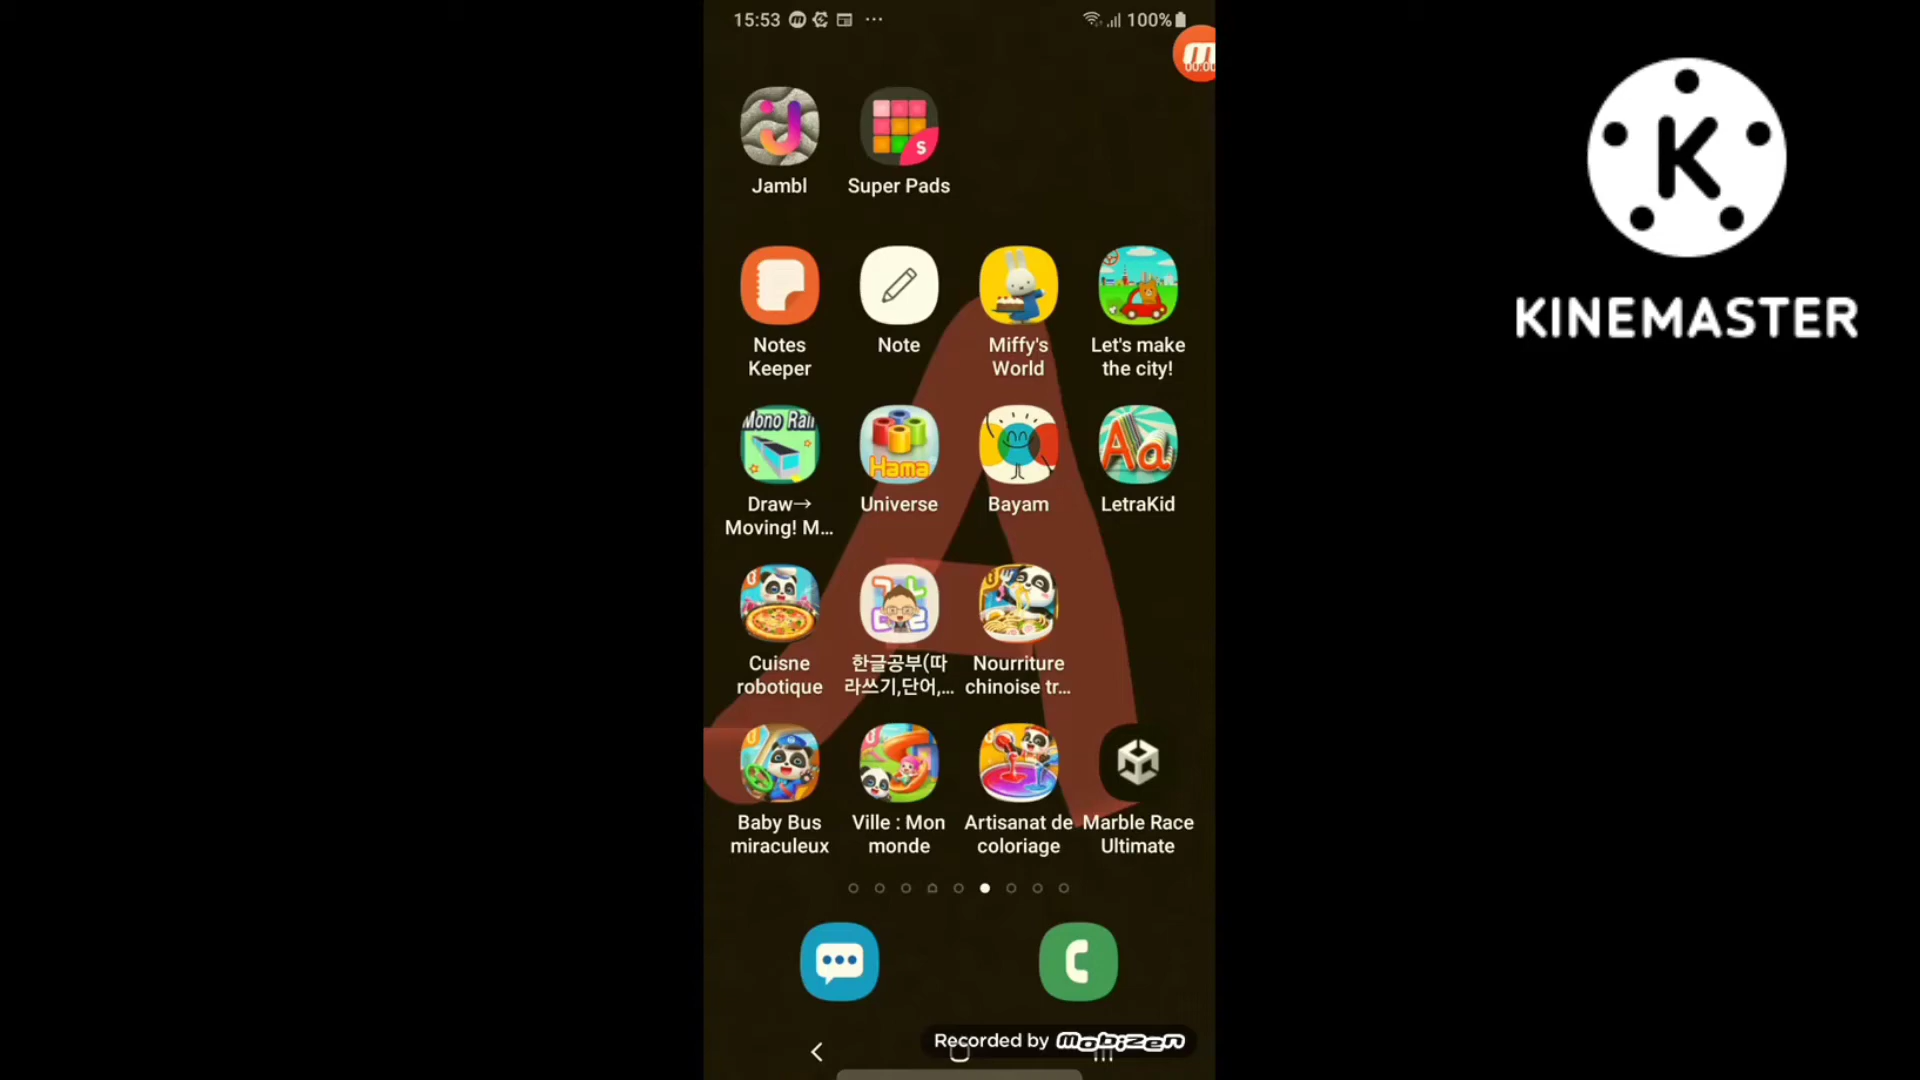 15:53
100%
00:00
KINEMASTER
Jambl
Super Pads
Notes
Keeper
Note
Miffy's
World
Let's make
the city!
Mono Rail
Hama
Aa
Draw→
Moving! M...
Universe
Bayam
LetraKid
Cuisne
robotique
한글공부(따
라쓰기,단어,...
Nourriture
chinoise tr...
Baby Bus
miraculeux
Ville : Mon
monde
Artisanat de
coloriage
Marble Race
Ultimate
Recorded by Mobizen